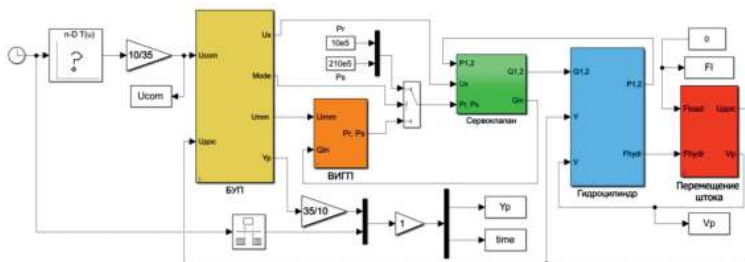 n-D T(u)
10/35
Ucom
Ucom
Ux
Mode
Umm
Yp
Uдос
БУП
Pr
10e5
210e5
Ps
Umm
Qin
Pr, Ps
ВИГП
P1,2
Ux
Pr, Ps
Q1,2
Qin
Сервоклапан
Q1,2
Y
V
P1,2
Fhydr
Гидроцилиндр
0
Fl
Fload
Fhydr
Uдос
Vp
Перемещение
штока
Vp
35/10
1
Yp
time